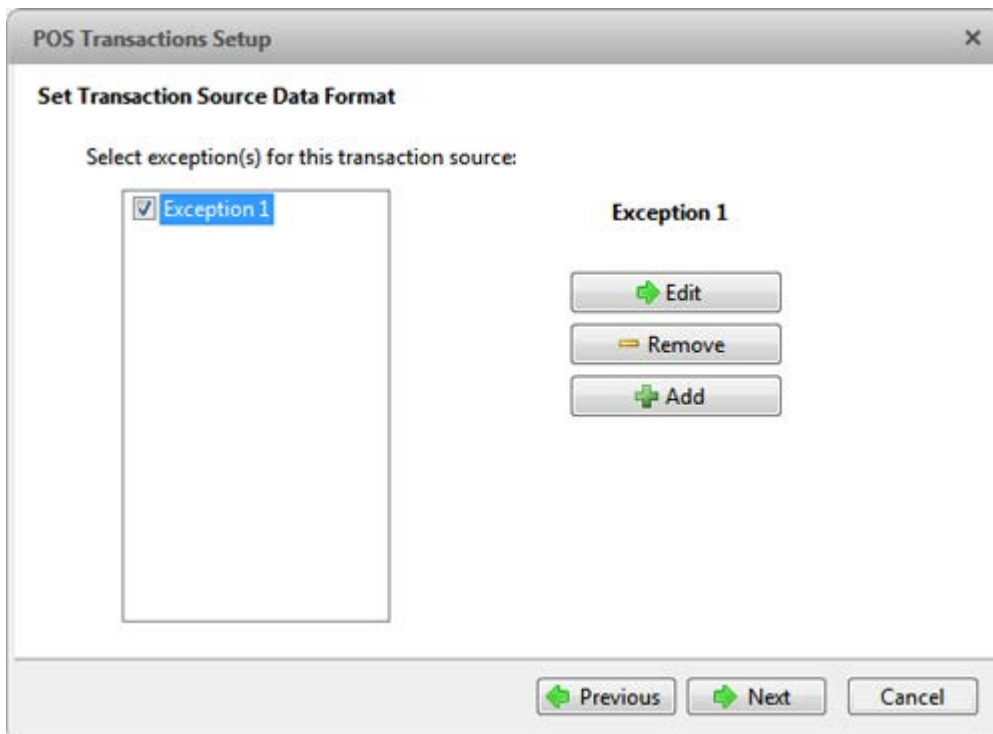 POS Transactions Setup
Set Transaction Source Data Format
Select exception(s) for this transaction source:
Exception 1
Exception 1
Edit
Remove
Add
Previous
Next
Cancel